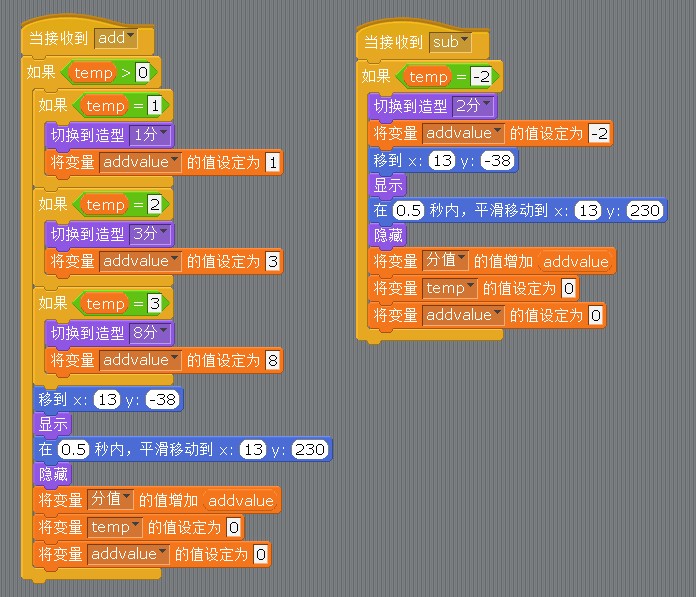 当接收到 add
如果 temp > 0
如果 temp = 1
切换到造型 1分
将变量 addvalue 的值设定为 1
如果 temp = 2
切换到造型 3分
将变量 addvalue 的值设定为 3
如果 temp = 3
切换到造型 8分
将变量 addvalue 的值设定为 8
移到 x: 13 y: -38
显示
在 0.5 秒内，平滑移动到 x: 13 y: 230
隐藏
将变量 分值 的值增加 addvalue
将变量 temp 的值设定为 0
将变量 addvalue 的值设定为 0
当接收到 sub
如果 temp = -2
切换到造型 2分
将变量 addvalue 的值设定为 -2
移到 x: 13 y: -38
显示
在 0.5 秒内，平滑移动到 x: 13 y: 230
隐藏
将变量 分值 的值增加 addvalue
将变量 temp 的值设定为 0
将变量 addvalue 的值设定为 0